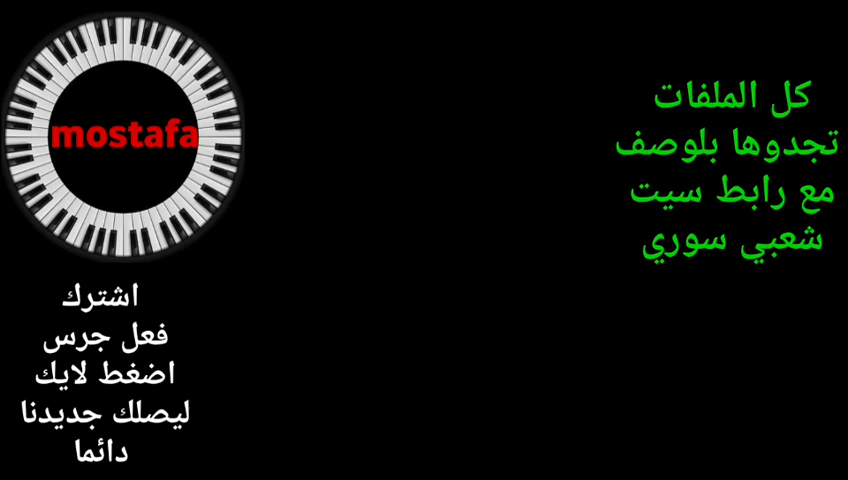 mostafa
كل الملفات
تجدوها بلوصف
مع رابط سيت
شعبي سوري
اشترك
فعل جرس
اضغط لايك
ليصلك جديدنا
دائما